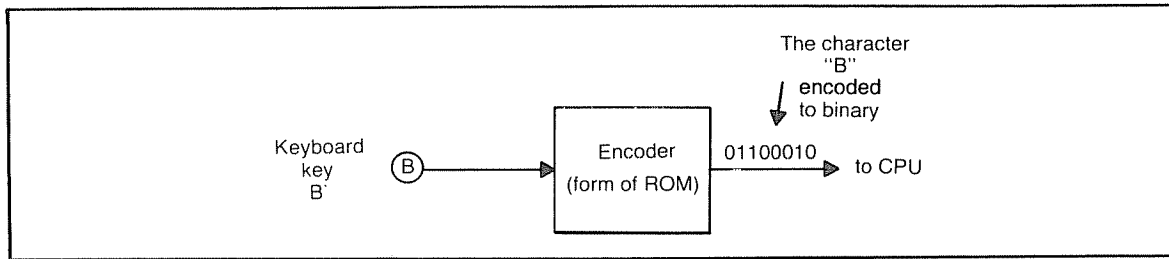 The character
"B"
encoded
to binary
Keyboard
key
B
B
Encoder
(form of ROM)
01100010
to CPU